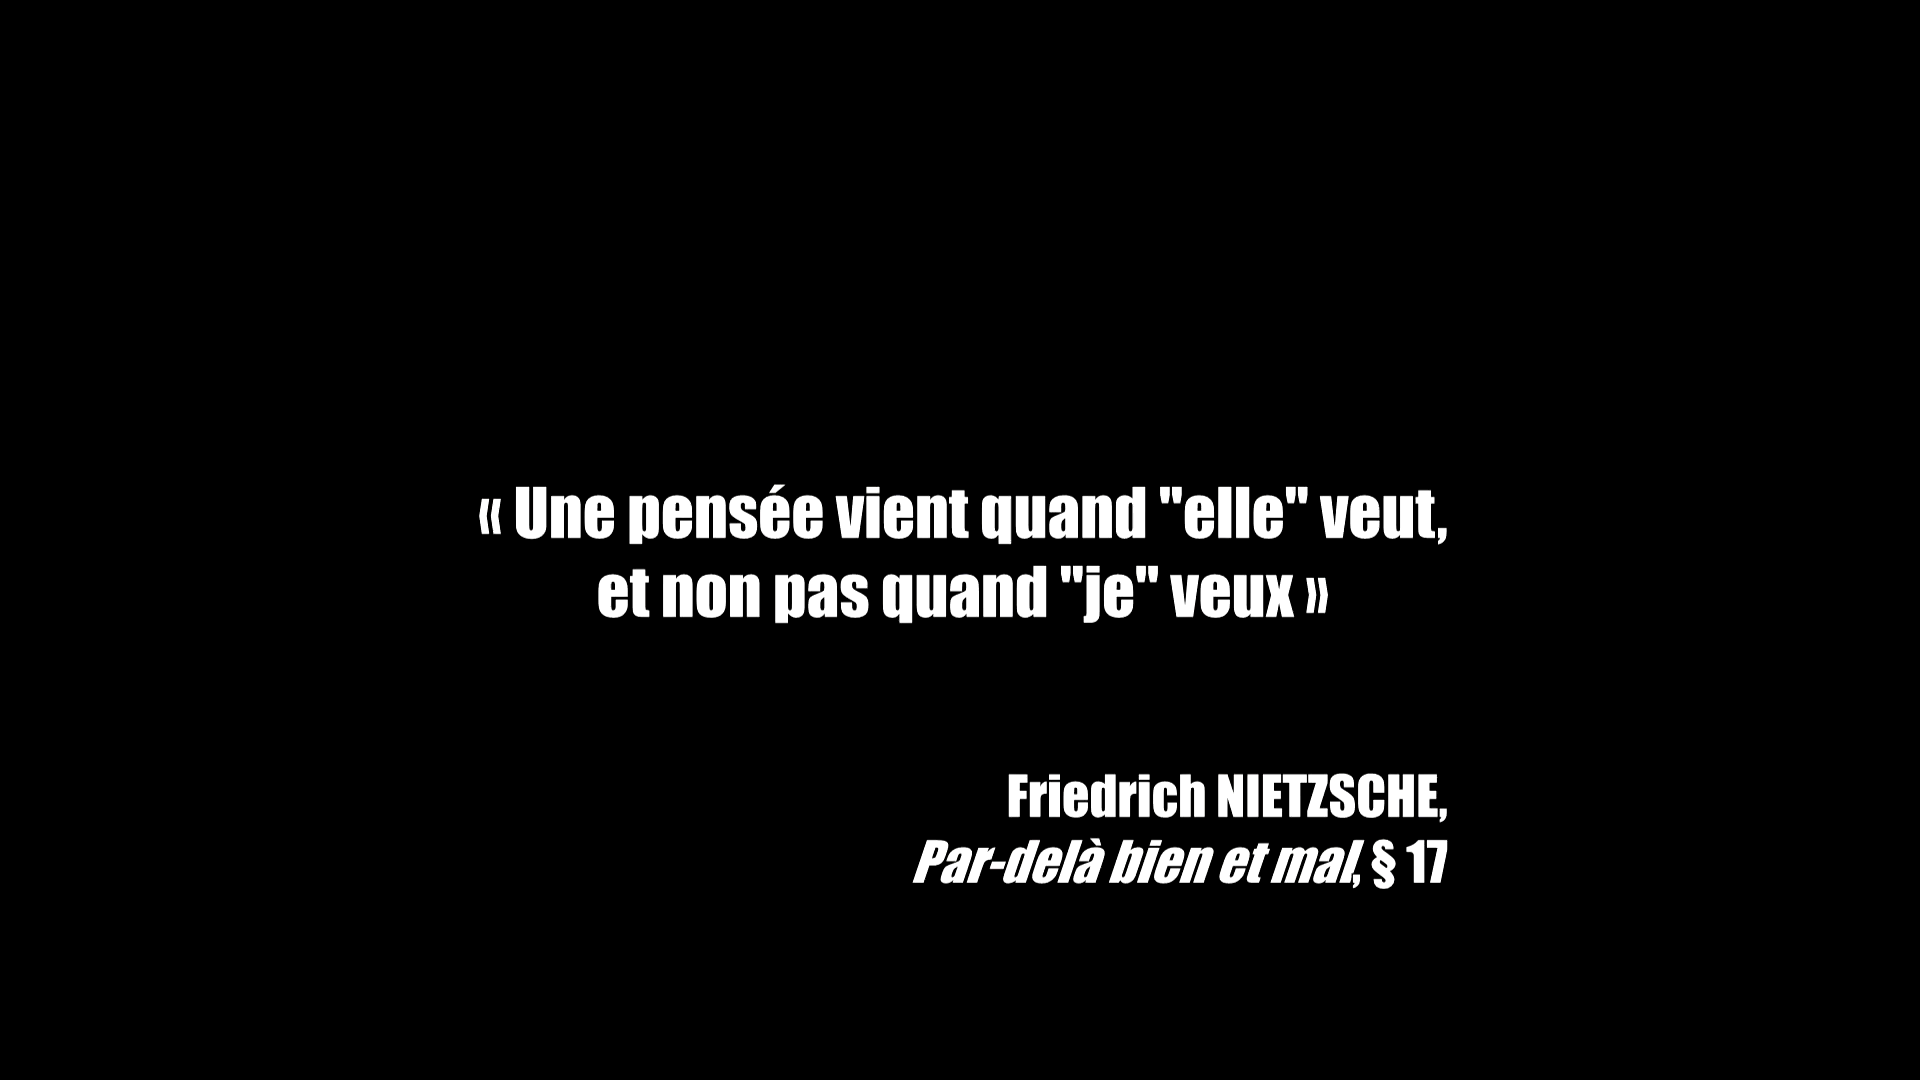 « Une pensée vient quand "elle" veut,
et non pas quand "je" veux »
Friedrich NIETZSCHE,
Par-delà bien et mal, § 17